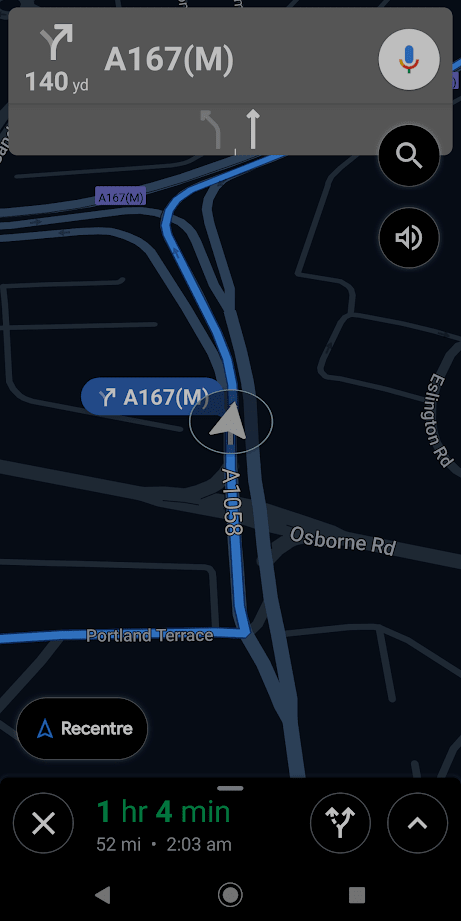 A167(M)
140 yd
A167(M)
A167(M)
Eslington Rd
A1058
Osborne Rd
Portland Terrace
Recentre
1 hr 4 min
52 mi • 2:03 am